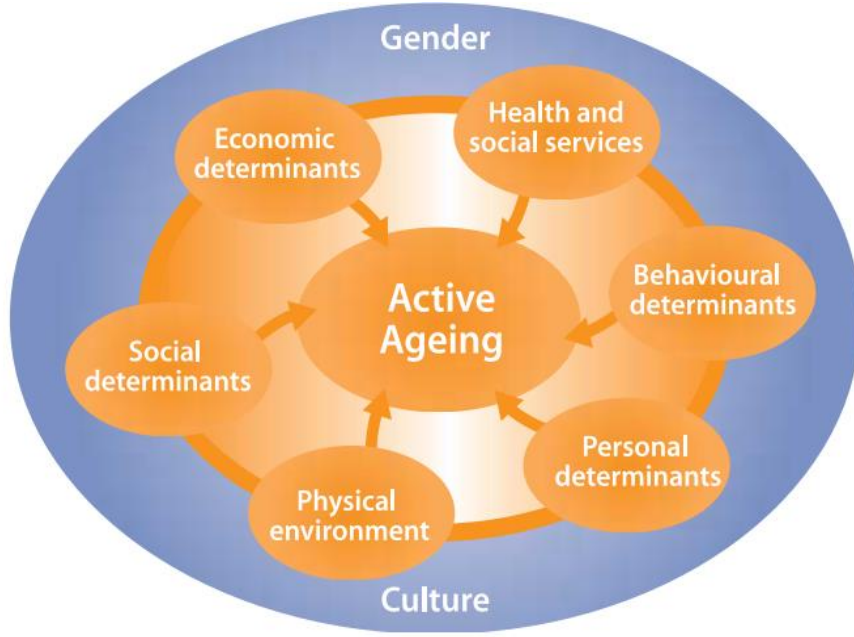 Gender
Economic
determinants
Health and
social services
Active
Ageing
Behavioural
determinants
Social
determinants
Personal
determinants
Physical
environment
Culture